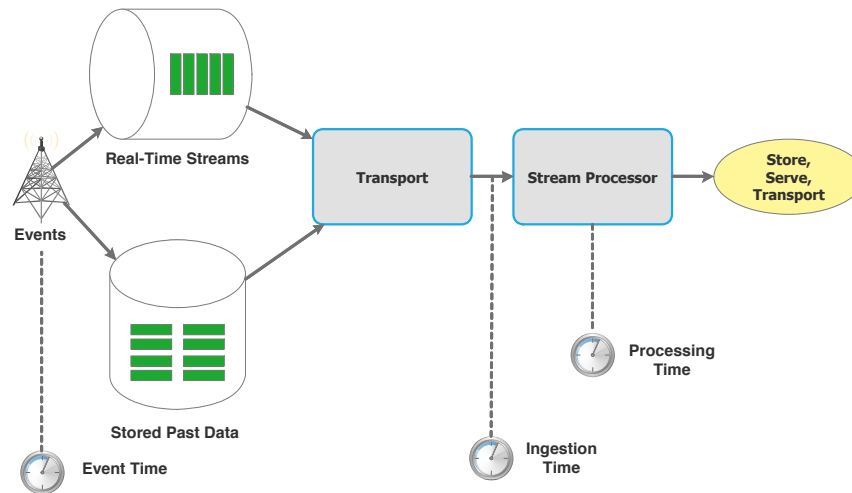 Real-Time Streams
Events
Transport
Stream Processor
Store,
Serve,
Transport
Stored Past Data
Event Time
Ingestion
Time
Processing
Time